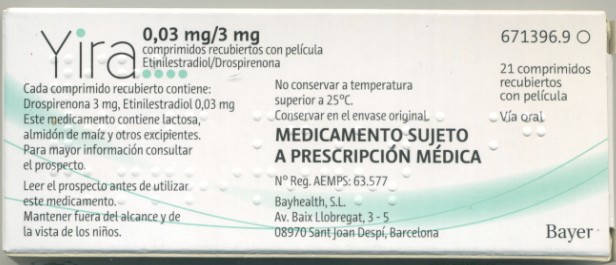 Yira
0,03 mg/3 mg
comprimidos recubiertos con película
Etinilestradiol/Drospirenona
671396.9
21 comprimidos
recubiertos
con película
Vía oral
Cada comprimido recubierto contiene:
Drospirenona 3 mg, Etinilestradiol 0,03 mg
Este medicamento contiene lactosa,
almidón de maíz y otros excipientes.
Para mayor información consultar
el prospecto.
Leer el prospecto antes de utilizar
este medicamento.
Mantener fuera del alcance y de
la vista de los niños.
No conservar a temperatura
superior a 25°C.
Conservar en el envase original.
MEDICAMENTO SUJETO
A PRESCRIPCIÓN MÉDICA
N° Reg. AEMPS: 63.577
Bayhealth, S.L.
Av. Baix Llobregat, 3 - 5
08970 Sant Joan Despí, Barcelona
Bayer